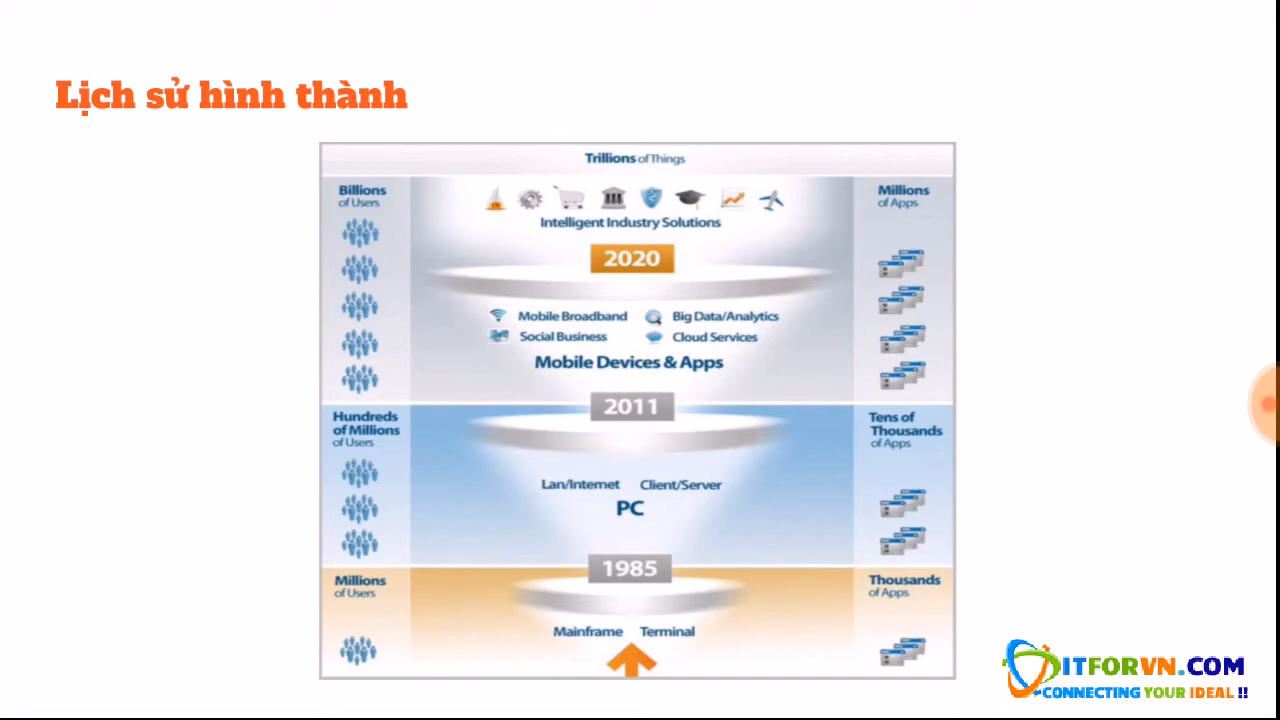 Lịch sử hình thành
Trillions of Things
Billions
of Users
Millions
of Apps
Intelligent Industry Solutions
2020
Mobile Broadband
Big Data/Analytics
Social Business
Cloud Services
Mobile Devices & Apps
2011
Hundreds
of Millions
of Users
Tens of
Thousands
of Apps
Lan/Internet
Client/Server
PC
1985
Millions
of Users
Thousands
of Apps
Mainframe
Terminal
ITFORVN.COM
CONNECTING YOUR IDEAL !!